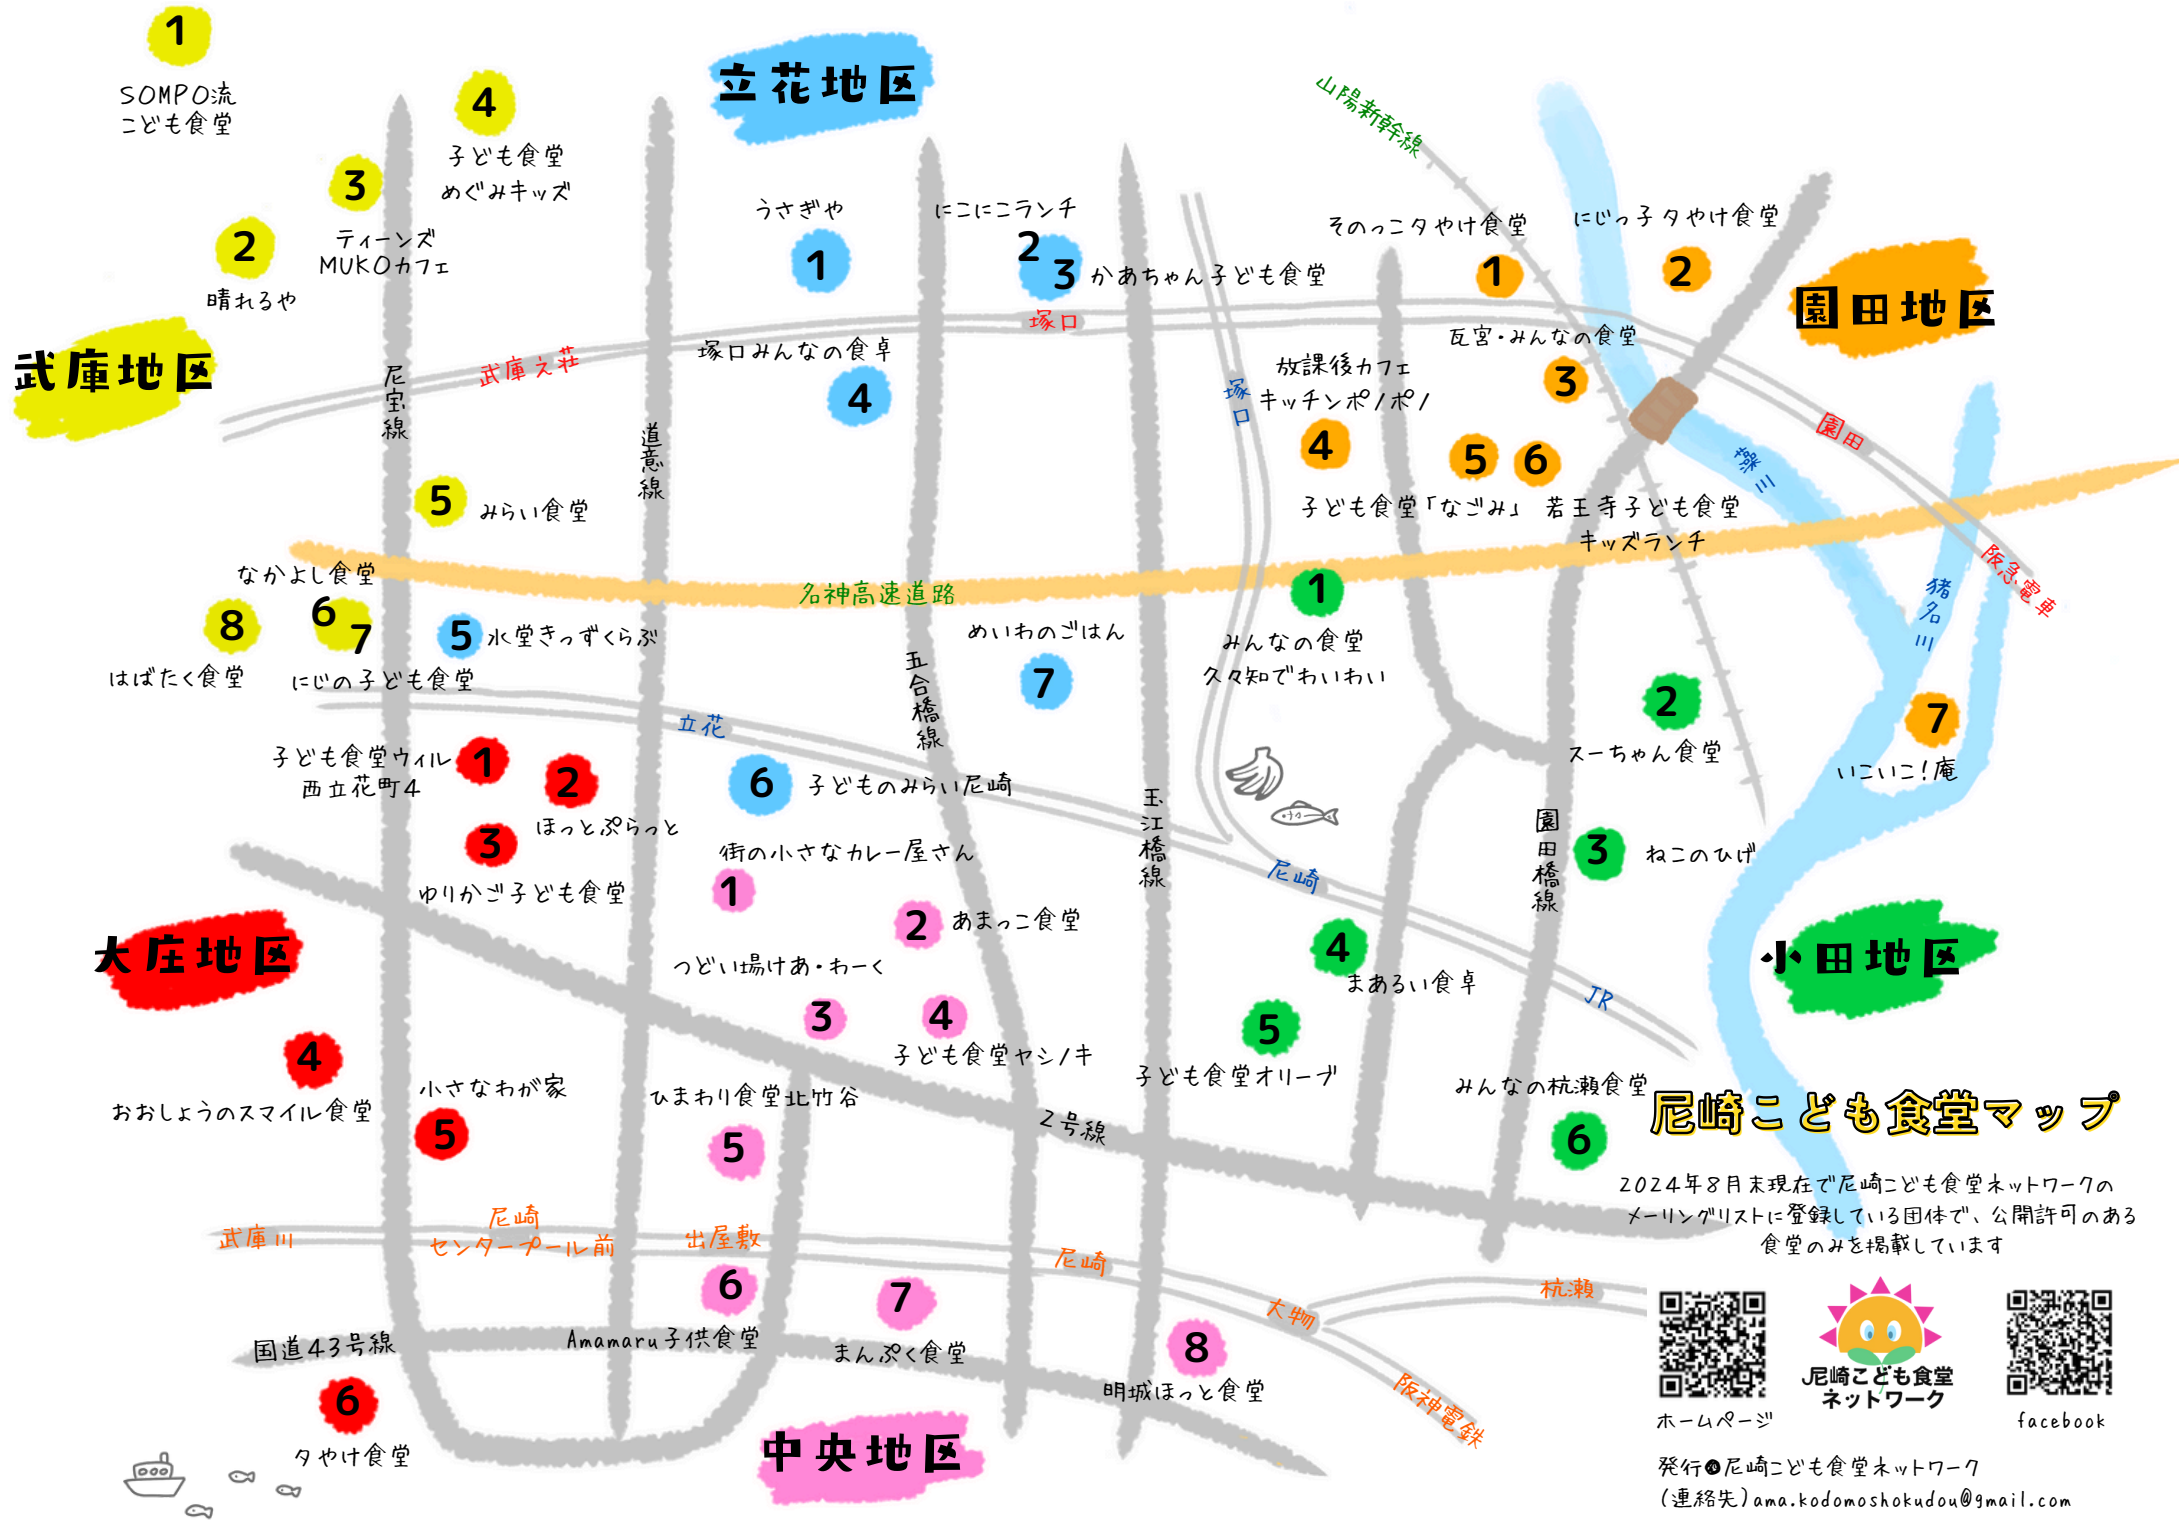 1
SOMPO流
こども食堂
4
子ども食堂
めぐみキッズ
3
ティーンズ
MUKOカフェ
2
晴れるや
武庫地区
立花地区
うさぎや
1
にこにこランチ
2
3
かあちゃん子ども食堂
塚口
塚口みんなの食卓
4
武庫之荘
尼宝線
道意線
5
みらい食堂
山陽新幹線
そのっこ夕やけ食堂
1
にじっ子夕やけ食堂
2
園田地区
瓦宮・みんなの食堂
3
放課後カフェ
キッチンポノポノ
4
5
6
子ども食堂「なごみ」
若王寺子ども食堂
キッズランチ
塚口
園田
藻川
阪急電車
猪名川
名神高速道路
なかよし食堂
8
6
7
はばたく食堂
にじの子ども食堂
5
水堂きっずくらぶ
めいわのごはん
7
五合橋線
1
みんなの食堂
久々知でわいわい
2
スーちゃん食堂
7
いこいこ!庵
立花
子ども食堂ウィル
西立花町4
1
2
ほっとぷらっと
3
ゆりかご子ども食堂
6
子どものみらい尼崎
街の小さなカレー屋さん
1
2
あまっこ食堂
玉江橋線
尼崎
園田橋線
3
ねこのひげ
大庄地区
つどい場けあ・わーく
3
4
子ども食堂ヤシノキ
4
まあるい食卓
5
子ども食堂オリーブ
JR
小田地区
4
おおしょうのスマイル食堂
小さなわが家
5
ひまわり食堂北竹谷
5
2号線
みんなの杭瀬食堂
6
尼崎こども食堂マップ
2024年8月末現在で尼崎こども食堂ネットワークの
メーリングリストに登録している団体で、公開許可のある
食堂のみを掲載しています
武庫川
尼崎
センタープール前
出屋敷
尼崎
大物
杭瀬
阪神電鉄
6
Amamaru子供食堂
7
まんぷく食堂
8
明城ほっと食堂
国道43号線
6
夕やけ食堂
中央地区
尼崎こども食堂
ネットワーク
ホームページ
facebook
発行●尼崎こども食堂ネットワーク
(連絡先)ama.kodomoshokudou@gmail.com